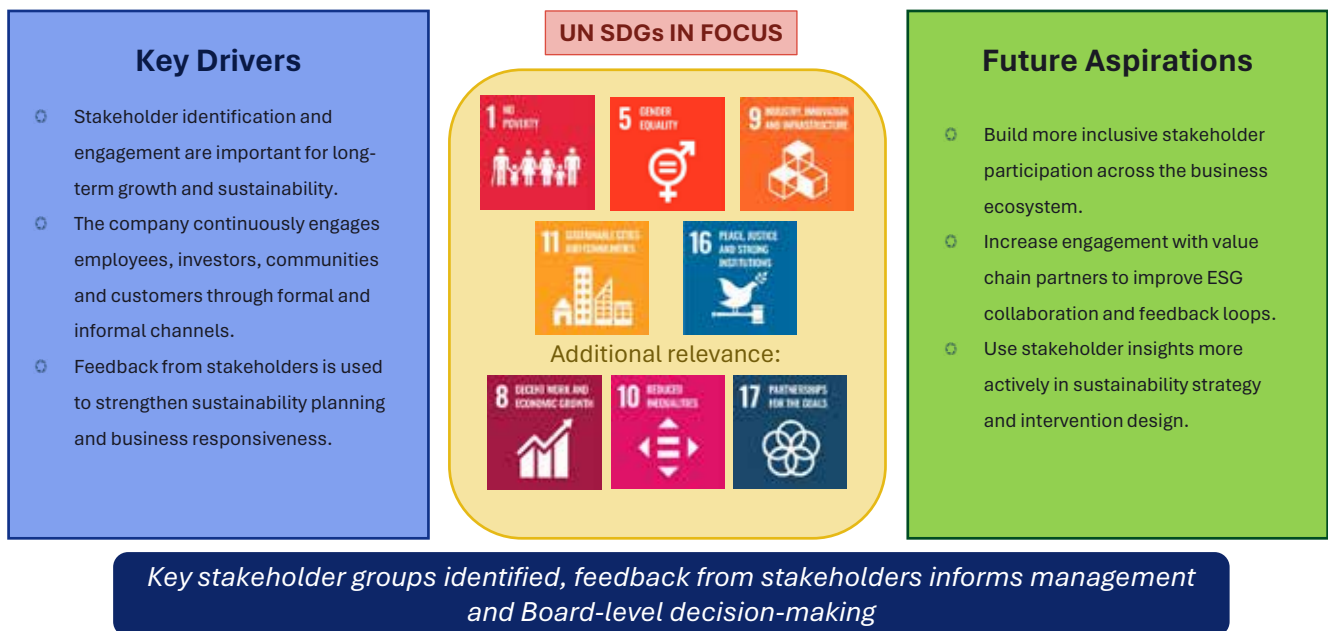 Key Drivers
Stakeholder identification and
engagement are important for long-
term growth and sustainability.
The company continuously engages
employees, investors, communities
and customers through formal and
informal channels.
Feedback from stakeholders is used
to strengthen sustainability planning
and business responsiveness.
UN SDGs IN FOCUS
1 NO
POVERTY
5 GENDER
EQUALITY
9 INDUSTRY, INNOVATION
AND INFRASTRUCTURE
11 SUSTAINABLE CITIES
AND COMMUNITIES
16 PEACE, JUSTICE
AND STRONG
INSTITUTIONS
Additional relevance:
8 DECENT WORK AND
ECONOMIC GROWTH
10 REDUCED
INEQUALITIES
17 PARTNERSHIPS
FOR THE GOALS
Future Aspirations
Build more inclusive stakeholder
participation across the business
ecosystem.
Increase engagement with value
chain partners to improve ESG
collaboration and feedback loops.
Use stakeholder insights more
actively in sustainability strategy
and intervention design.
Key stakeholder groups identified, feedback from stakeholders informs management
and Board-level decision-making